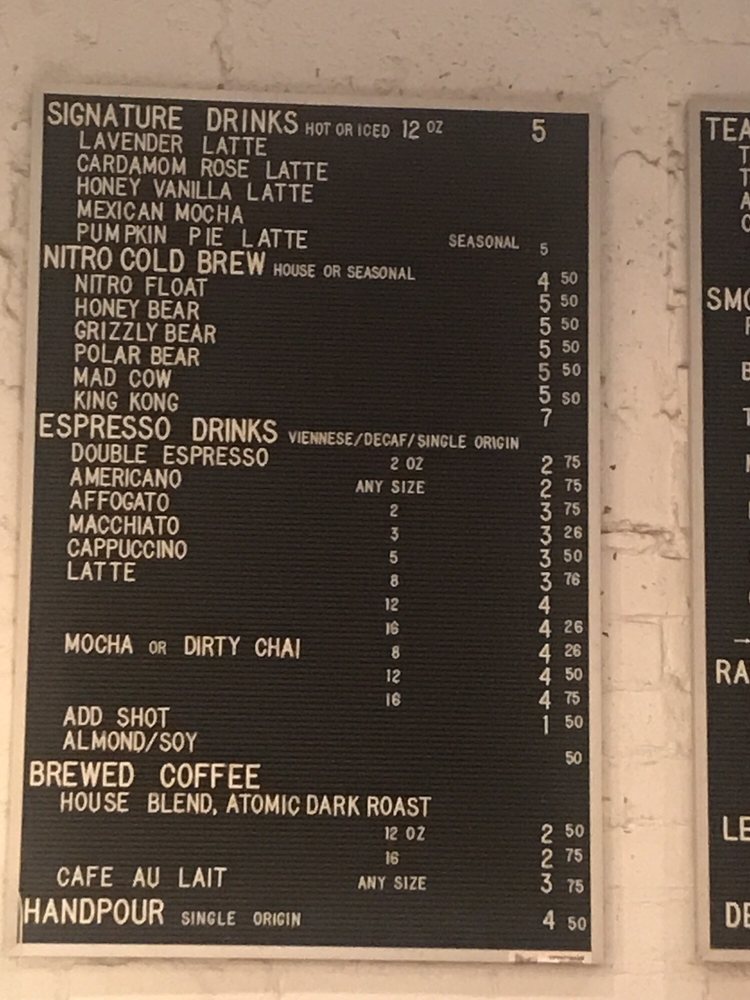 SIGNATURE DRINKS HOT OR ICED 12 OZ 5
LAVENDER LATTE
CARDAMOM ROSE LATTE
HONEY VANILLA LATTE
MEXICAN MOCHA
PUMPKIN PIE LATTE SEASONAL 5
NITRO COLD BREW HOUSE OR SEASONAL 4 50
NITRO FLOAT 5 50
HONEY BEAR 5 50
GRIZZLY BEAR 5 50
POLAR BEAR 5 50
MAD COW 5 SO
KING KONG 7
ESPRESSO DRINKS VIENNESE/DECAF/SINGLE ORIGIN
DOUBLE ESPRESSO 2 OZ 2 75
AMERICANO ANY SIZE 2 75
AFFOGATO 2 3 75
MACCHIATO 3 3 26
CAPPUCCINO 5 3 50
LATTE 8 3 76
12 4
16 4 26
MOCHA OR DIRTY CHAI 8 4 26
12 4 50
16 4 75
ADD SHOT 1 50
ALMOND/SOY 50
BREWED COFFEE
HOUSE BLEND, ATOMIC DARK ROAST
12 OZ 2 50
16 2 75
CAFE AU LAIT ANY SIZE 3 75
HANDPOUR SINGLE ORIGIN 4 50
TEA
T
T
A
C
SMO
RA
LE
DE